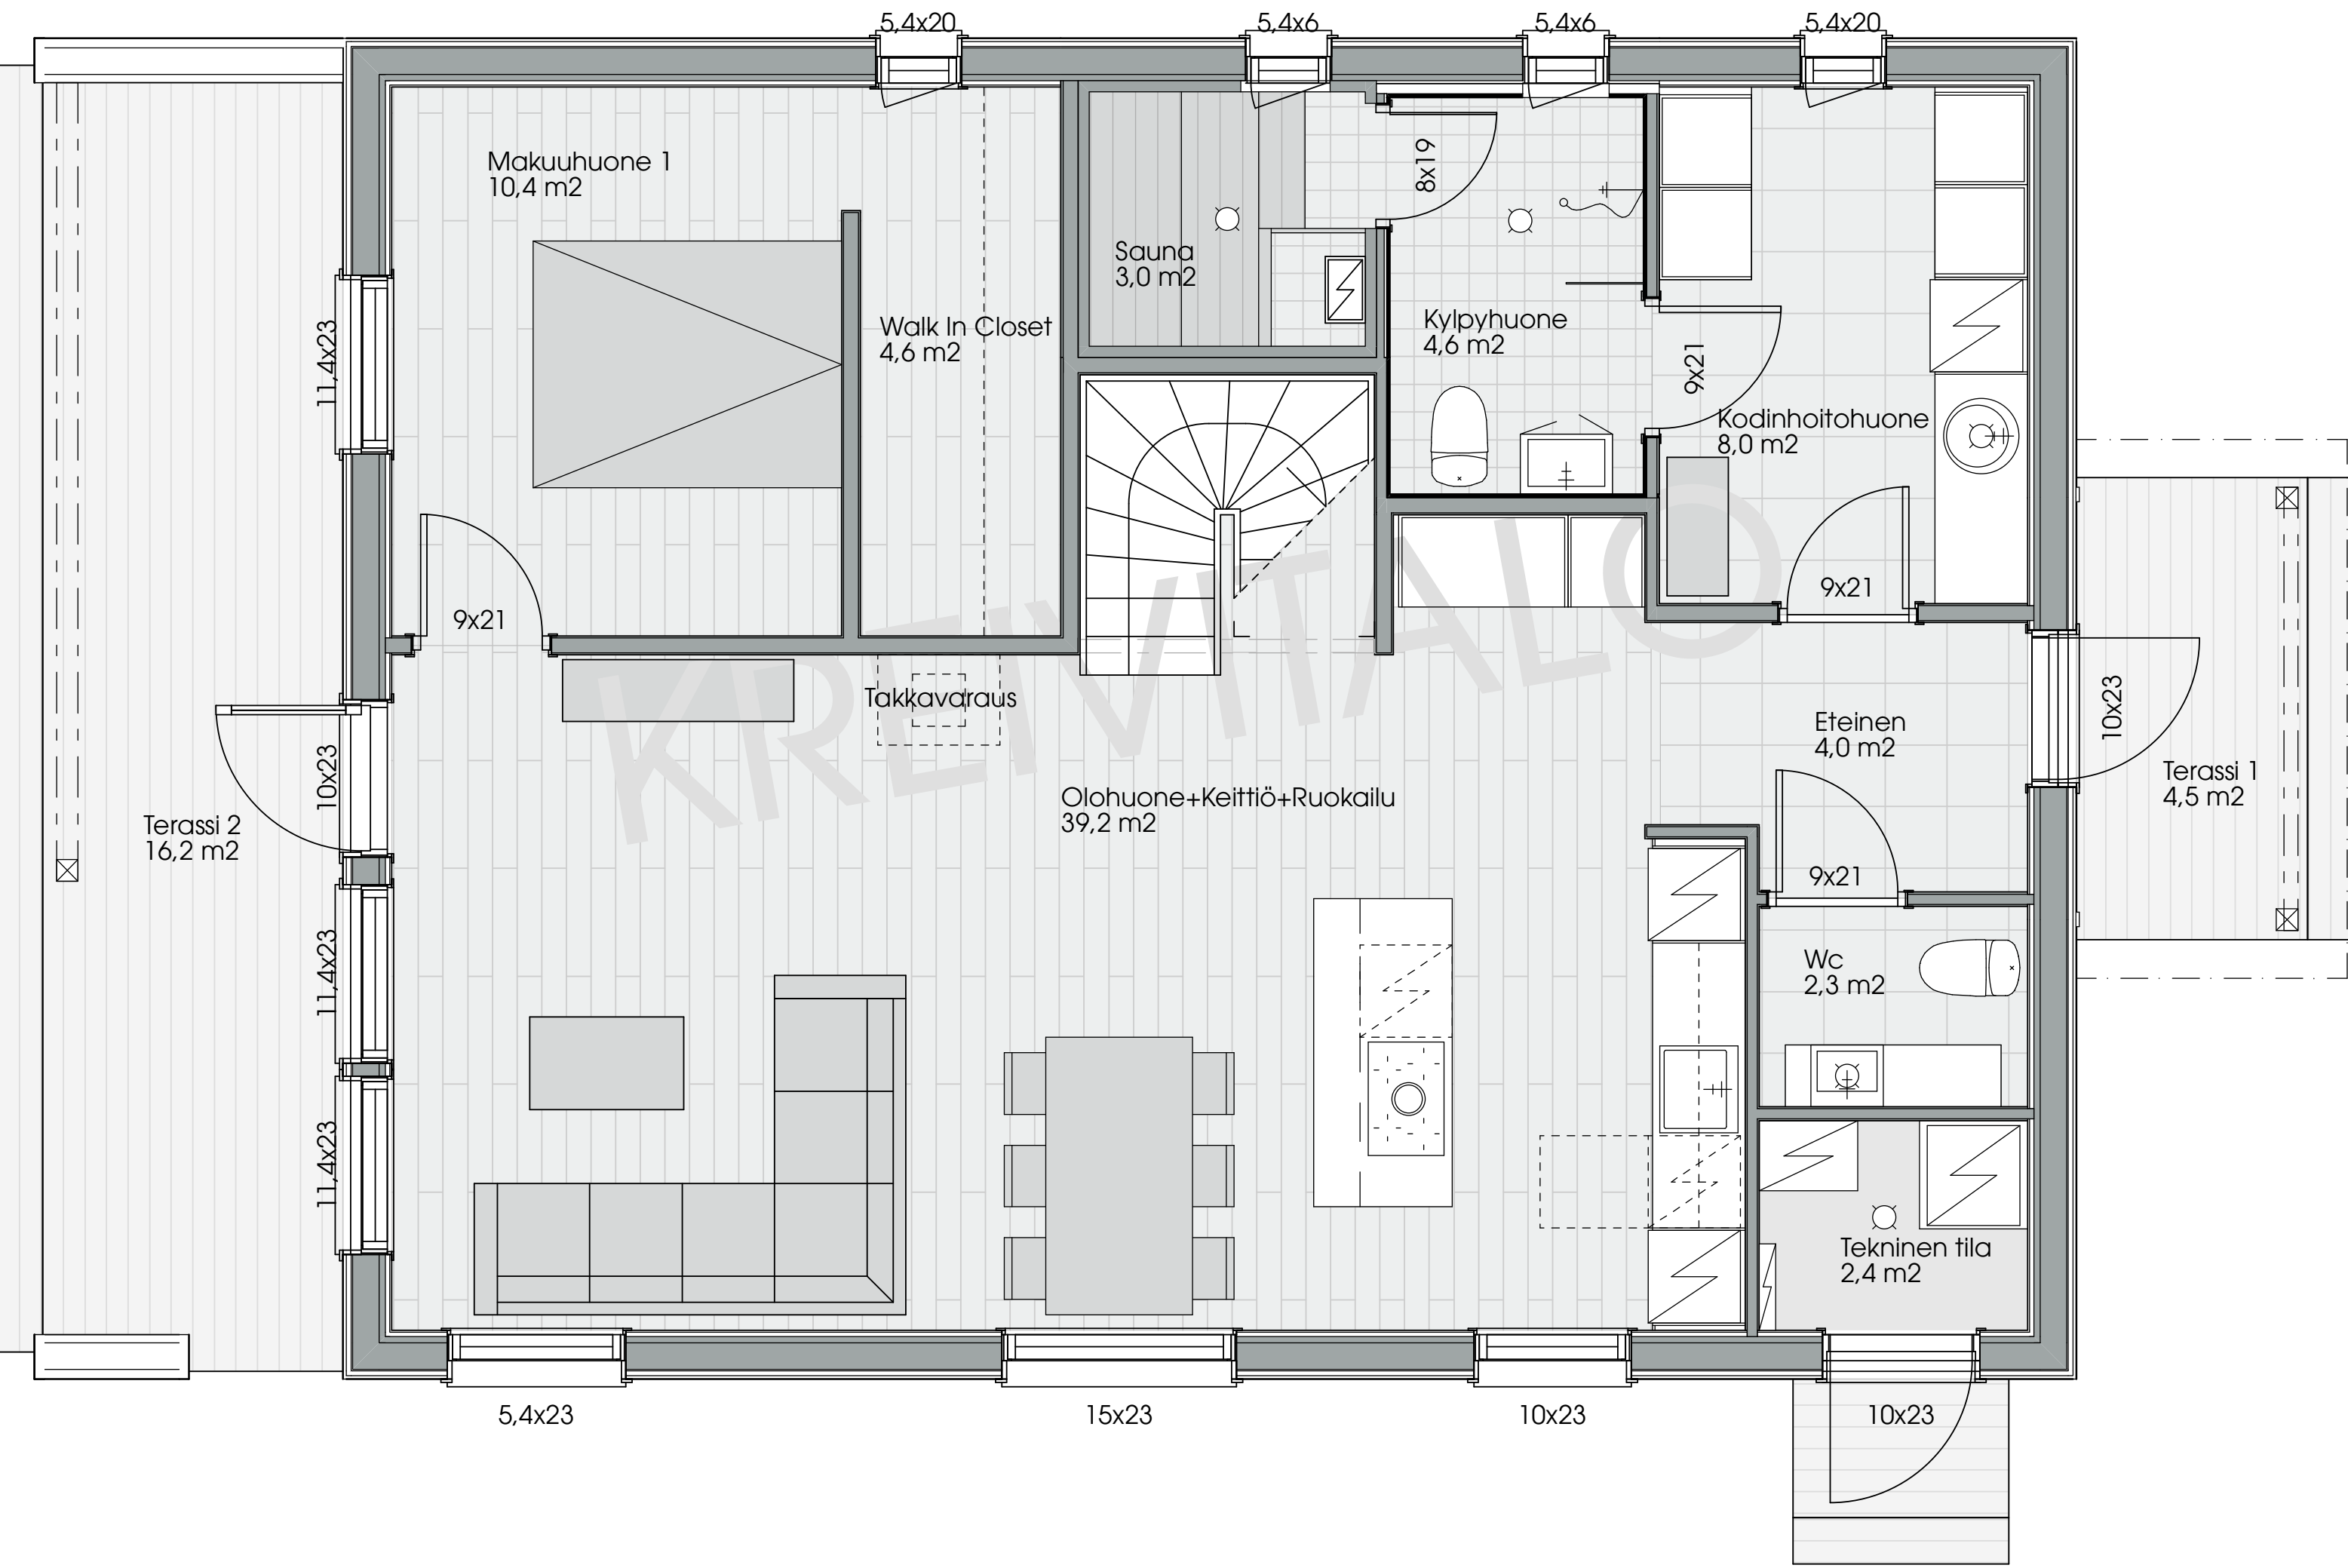 5,4x20
5,4x6
5,4x6
5,4x20
Makuuhuone 1
10,4 m2
8x19
Sauna
3,0 m2
Walk In Closet
4,6 m2
Kylpyhuone
4,6 m2
11,4x23
9x21
Kodinhoitohuone
8,0 m2
9x21
9x21
KREIVITALO
Takkavaraus
10x23
Eteinen
4,0 m2
10x23
Terassi 1
4,5 m2
Olohuone+Keittiö+Ruokailu
39,2 m2
Terassi 2
16,2 m2
9x21
11,4x23
Wc
2,3 m2
11,4x23
Tekninen tila
2,4 m2
5,4x23
15x23
10x23
10x23